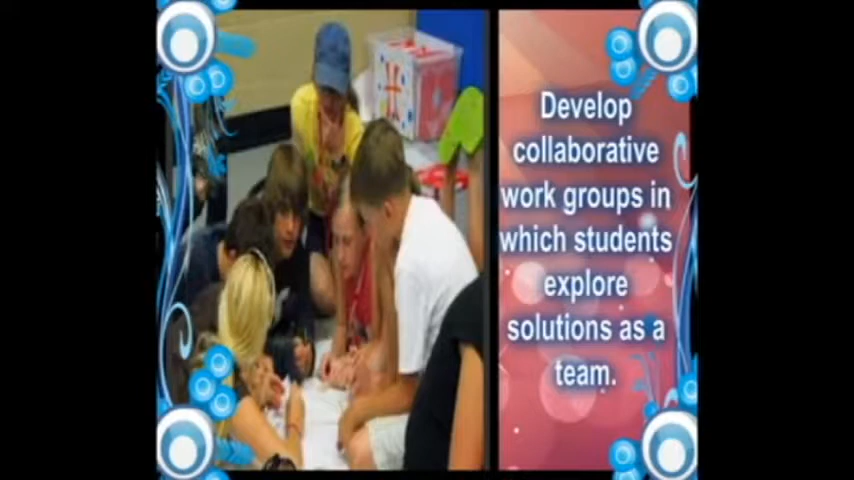 Develop
collaborative
work groups in
which students
explore
solutions as a
team.